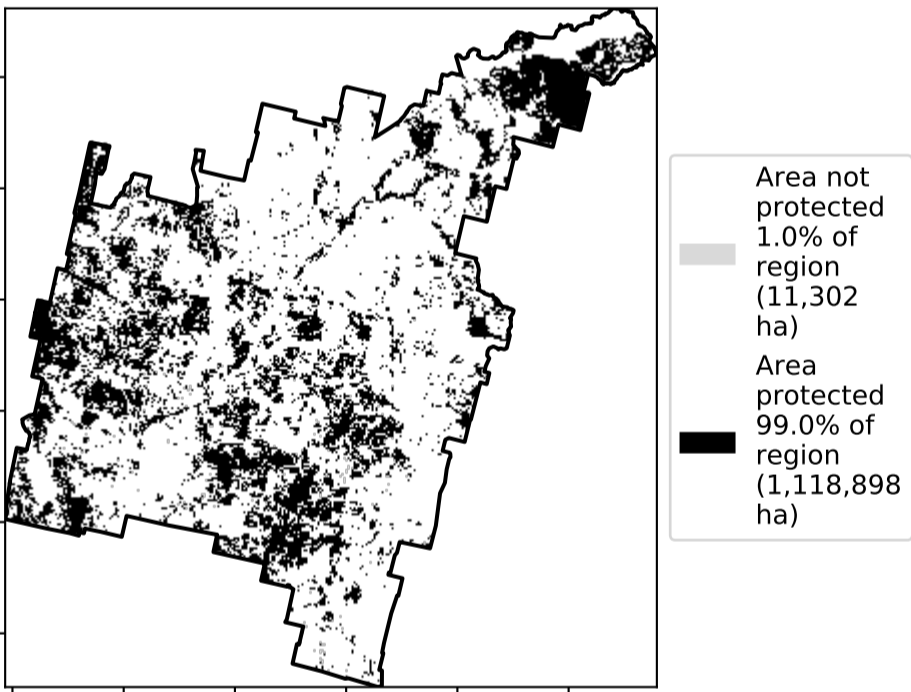 Area not
protected
1.0% of
region
(11,302
ha)
Area
protected
99.0% of
region
(1,118,898
ha)